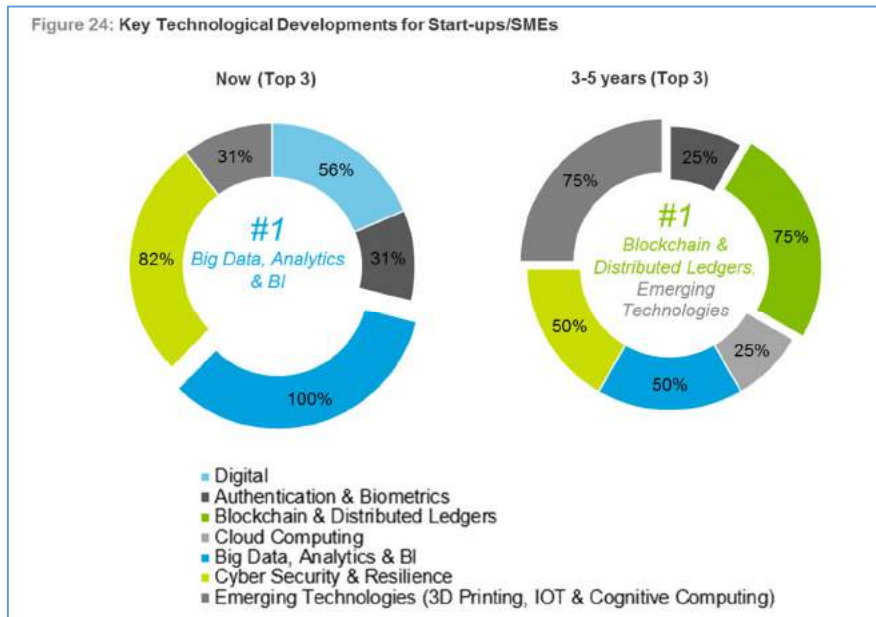 Figure 24: Key Technological Developments for Start-ups/SMEs
Now (Top 3)
3-5 years (Top 3)
31%
56%
82%
#1
Big Data, Analytics
& BI
31%
100%
25%
75%
#1
Blockchain &
Distributed Ledgers,
Emerging
Technologies
75%
50%
25%
50%
Digital
Authentication & Biometrics
Blockchain & Distributed Ledgers
Cloud Computing
Big Data, Analytics & BI
Cyber Security & Resilience
Emerging Technologies (3D Printing, IOT & Cognitive Computing)